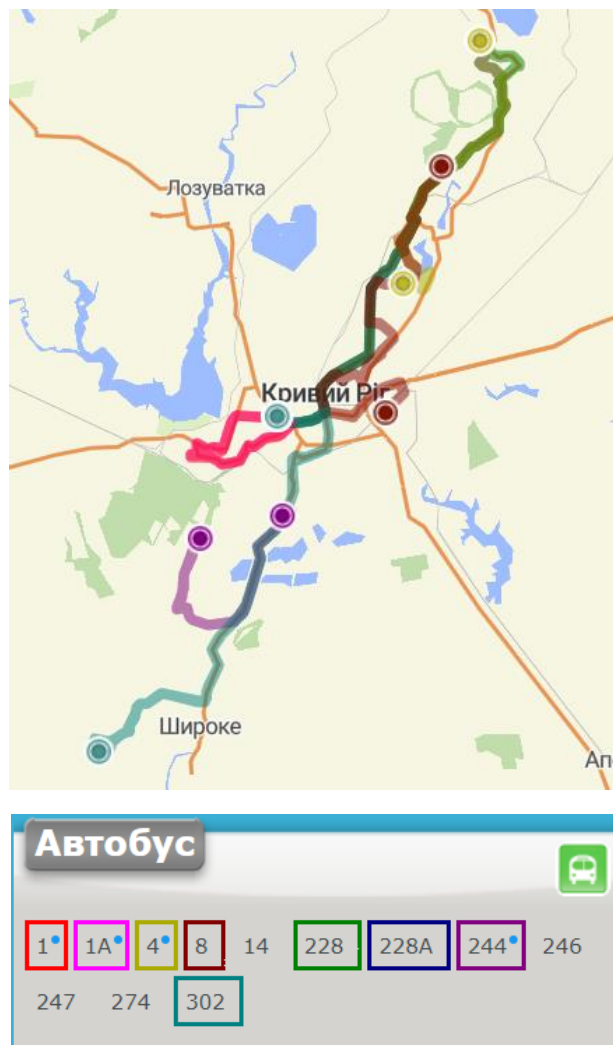 Лозуватка
Кривий Ріг
Широке
Ап
Автобус
1 1А 4 8 14 228 228А 244 246
247 274 302